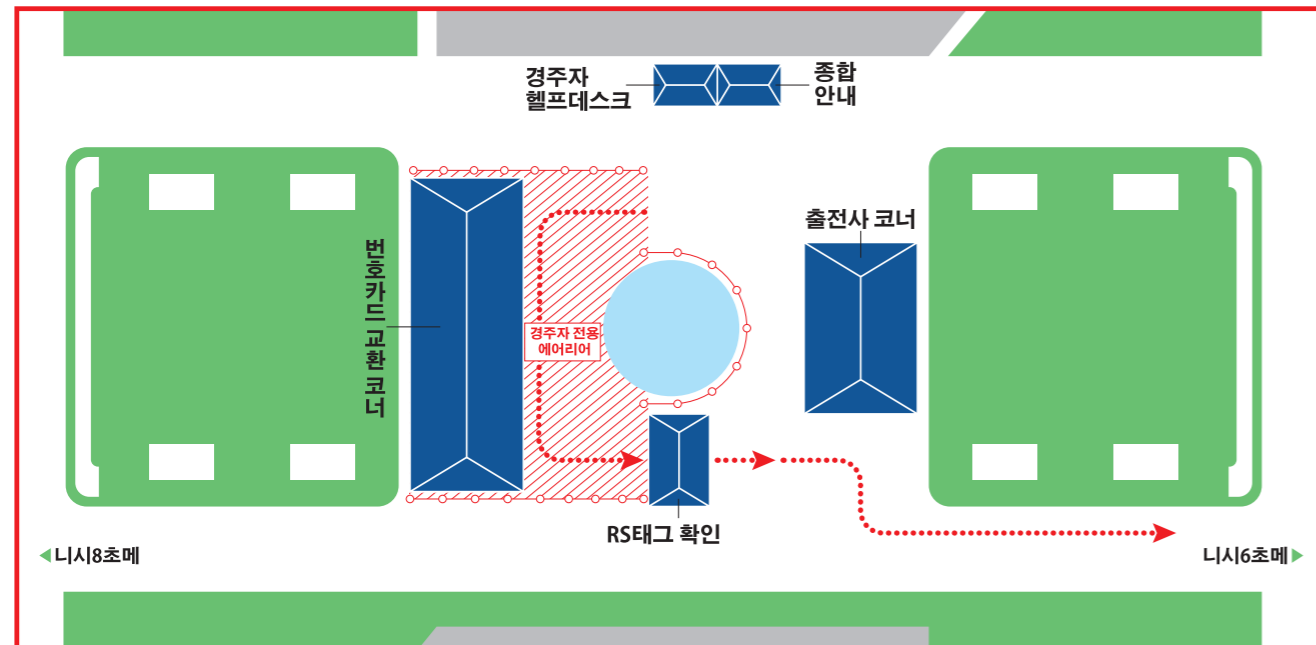 경주자
헬프데스크
종합
안내
출전사 코너
번호카드 교환 코너
경주자 전용
에어리어
RS태그 확인
니시8초메
니시6초메